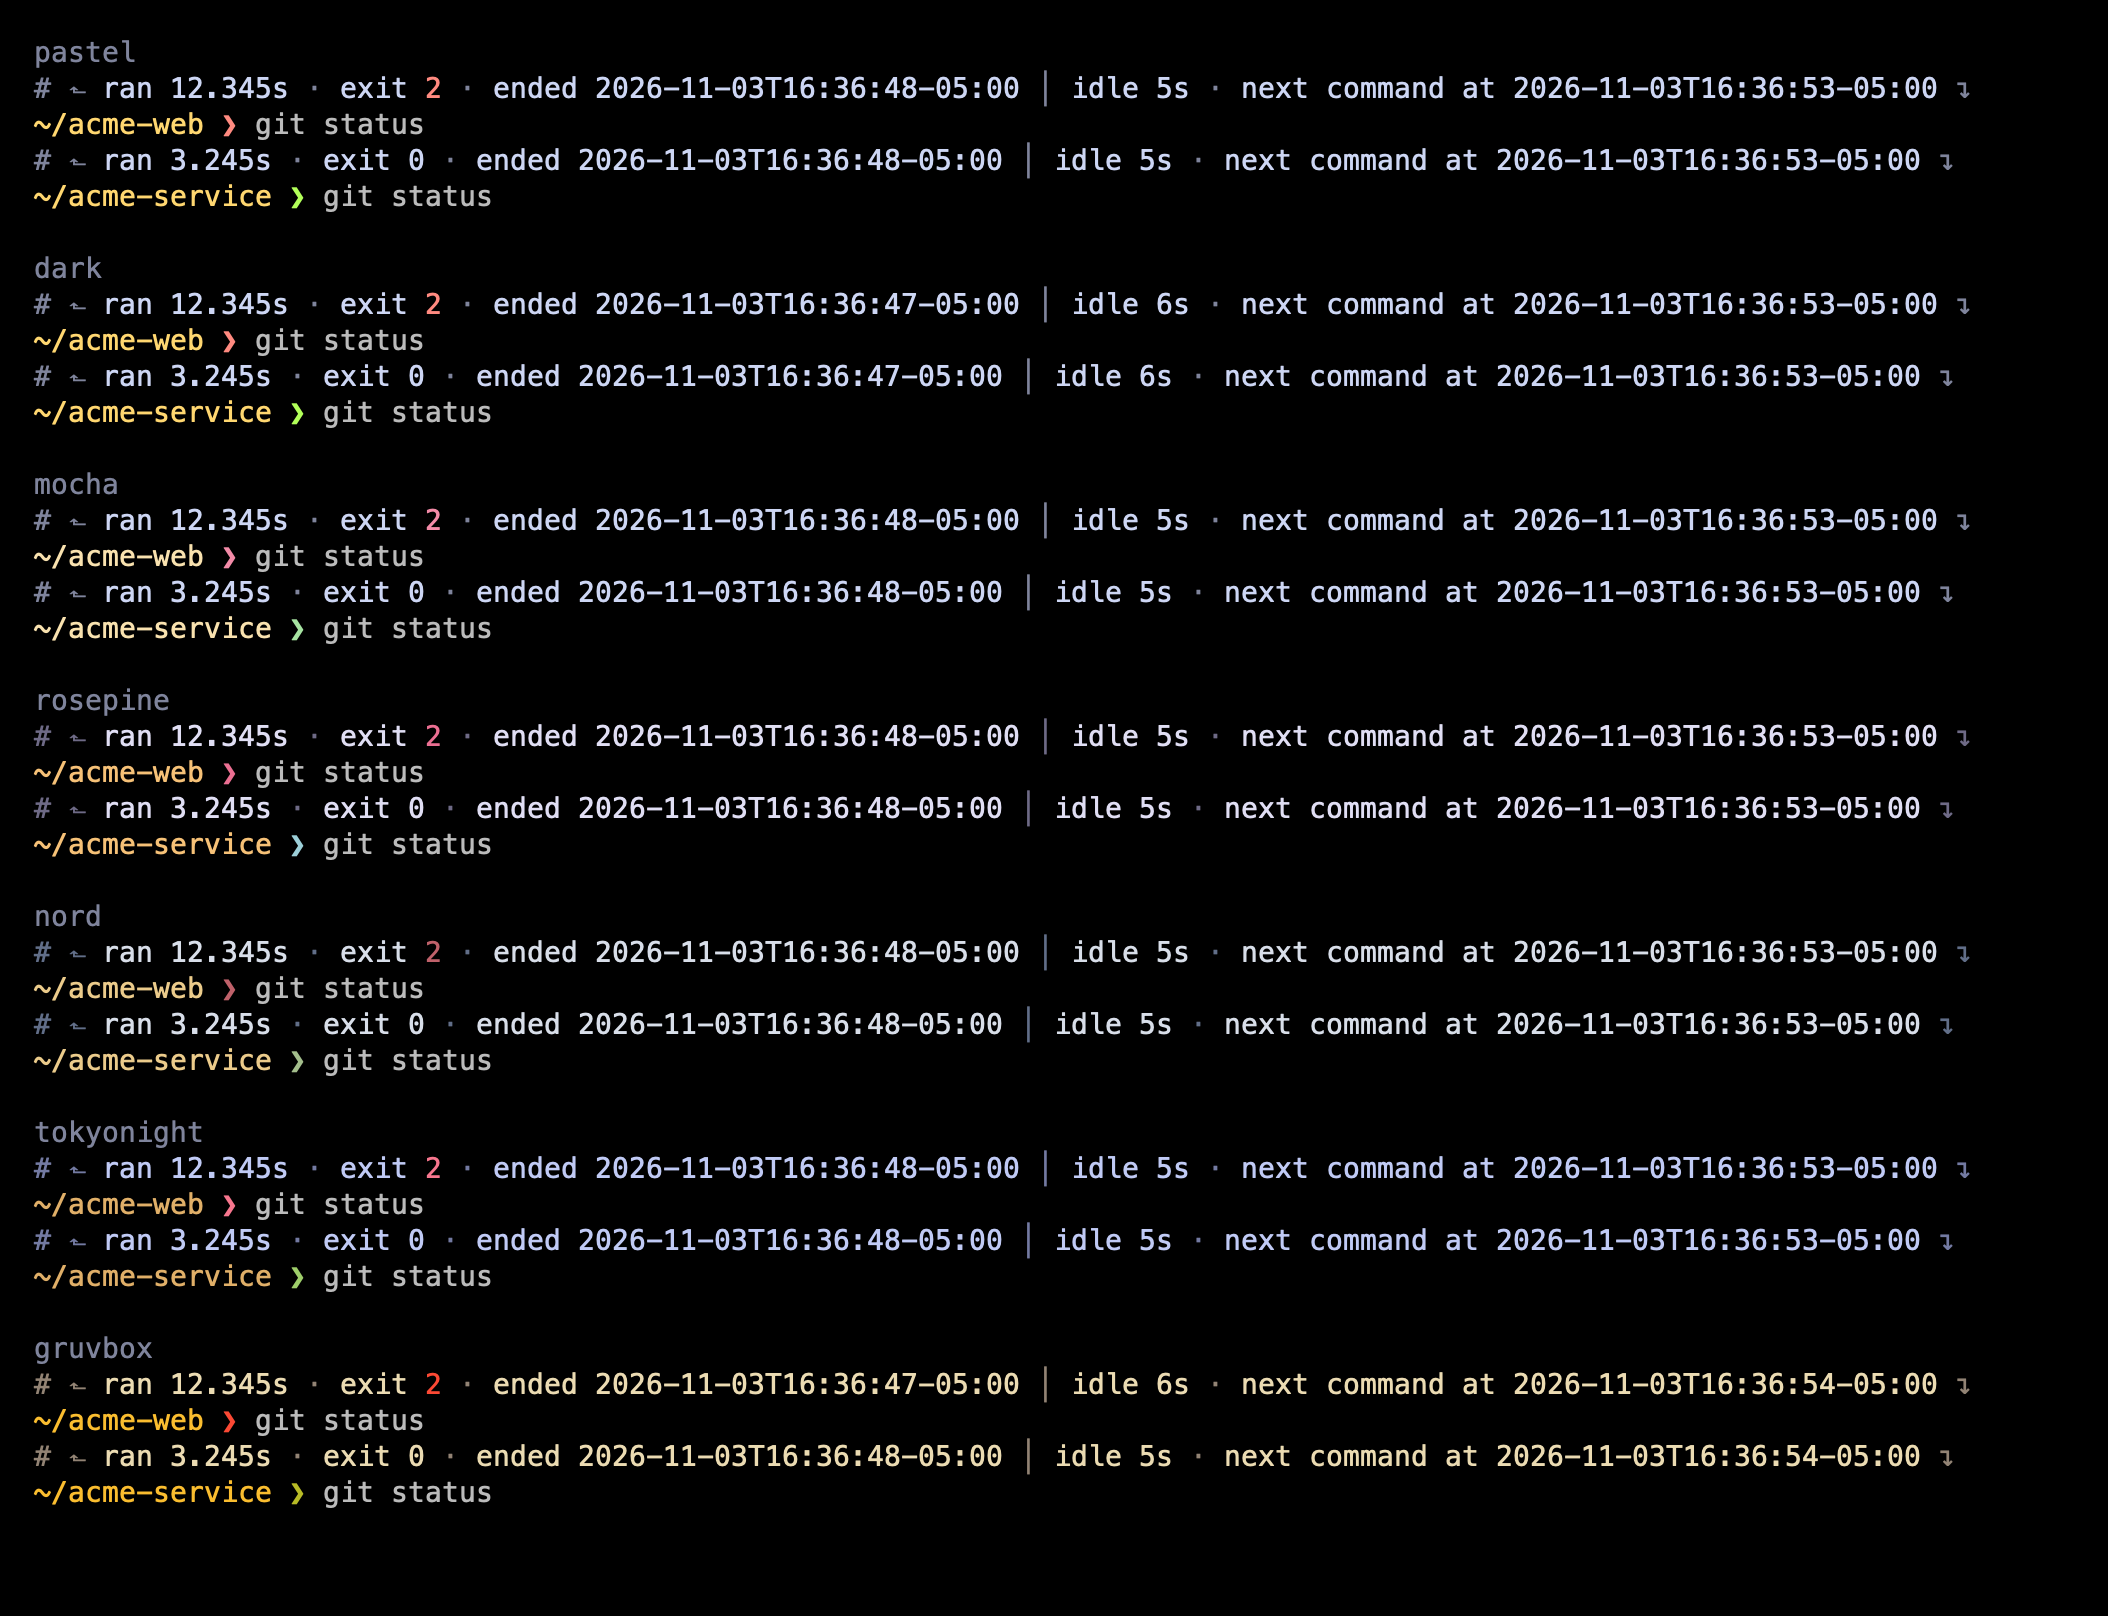 pastel
# ⬑ ran 12.345s · exit 2 · ended 2026-11-03T16:36:48-05:00 │ idle 5s · next command at 2026-11-03T16:36:53-05:00 ↴
~/acme-web ❯ git status
# ⬑ ran 3.245s · exit 0 · ended 2026-11-03T16:36:48-05:00 │ idle 5s · next command at 2026-11-03T16:36:53-05:00 ↴
~/acme-service ❯ git status
dark
# ⬑ ran 12.345s · exit 2 · ended 2026-11-03T16:36:47-05:00 │ idle 6s · next command at 2026-11-03T16:36:53-05:00 ↴
~/acme-web ❯ git status
# ⬑ ran 3.245s · exit 0 · ended 2026-11-03T16:36:47-05:00 │ idle 6s · next command at 2026-11-03T16:36:53-05:00 ↴
~/acme-service ❯ git status
mocha
# ⬑ ran 12.345s · exit 2 · ended 2026-11-03T16:36:48-05:00 │ idle 5s · next command at 2026-11-03T16:36:53-05:00 ↴
~/acme-web ❯ git status
# ⬑ ran 3.245s · exit 0 · ended 2026-11-03T16:36:48-05:00 │ idle 5s · next command at 2026-11-03T16:36:53-05:00 ↴
~/acme-service ❯ git status
rosepine
# ⬑ ran 12.345s · exit 2 · ended 2026-11-03T16:36:48-05:00 │ idle 5s · next command at 2026-11-03T16:36:53-05:00 ↴
~/acme-web ❯ git status
# ⬑ ran 3.245s · exit 0 · ended 2026-11-03T16:36:48-05:00 │ idle 5s · next command at 2026-11-03T16:36:53-05:00 ↴
~/acme-service ❯ git status
nord
# ⬑ ran 12.345s · exit 2 · ended 2026-11-03T16:36:48-05:00 │ idle 5s · next command at 2026-11-03T16:36:53-05:00 ↴
~/acme-web ❯ git status
# ⬑ ran 3.245s · exit 0 · ended 2026-11-03T16:36:48-05:00 │ idle 5s · next command at 2026-11-03T16:36:53-05:00 ↴
~/acme-service ❯ git status
tokyonight
# ⬑ ran 12.345s · exit 2 · ended 2026-11-03T16:36:48-05:00 │ idle 5s · next command at 2026-11-03T16:36:53-05:00 ↴
~/acme-web ❯ git status
# ⬑ ran 3.245s · exit 0 · ended 2026-11-03T16:36:48-05:00 │ idle 5s · next command at 2026-11-03T16:36:53-05:00 ↴
~/acme-service ❯ git status
gruvbox
# ⬑ ran 12.345s · exit 2 · ended 2026-11-03T16:36:47-05:00 │ idle 6s · next command at 2026-11-03T16:36:54-05:00 ↴
~/acme-web ❯ git status
# ⬑ ran 3.245s · exit 0 · ended 2026-11-03T16:36:48-05:00 │ idle 5s · next command at 2026-11-03T16:36:54-05:00 ↴
~/acme-service ❯ git status